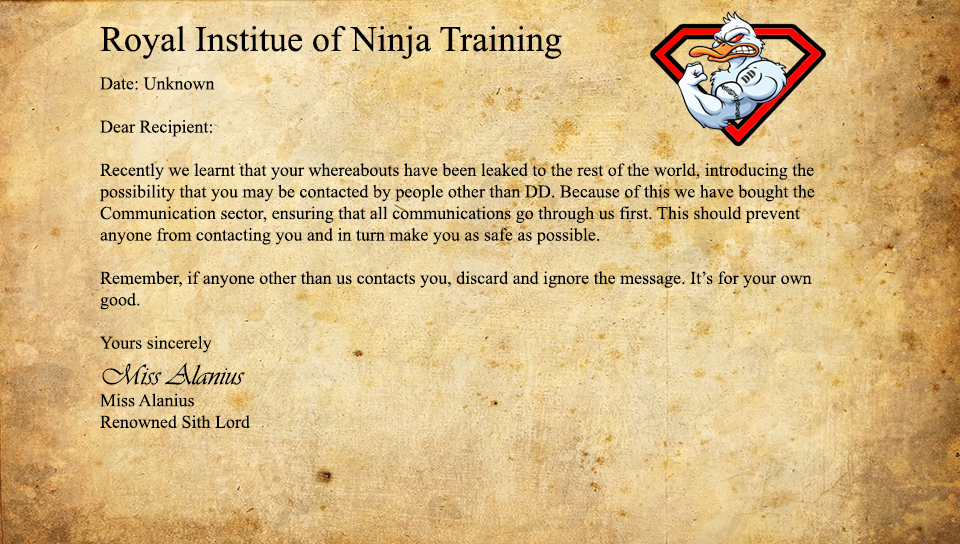 Royal Institue of Ninja Training
DD
Date: Unknown
Dear Recipient:
Recently we learnt that your whereabouts have been leaked to the rest of the world, introducing the
possibility that you may be contacted by people other than DD. Because of this we have bought the
Communication sector, ensuring that all communications go through us first. This should prevent
anyone from contacting you and in turn make you as safe as possible.
Remember, if anyone other than us contacts you, discard and ignore the message. It’s for your own
good.
Yours sincerely
Miss Alanius
Miss Alanius
Renowned Sith Lord